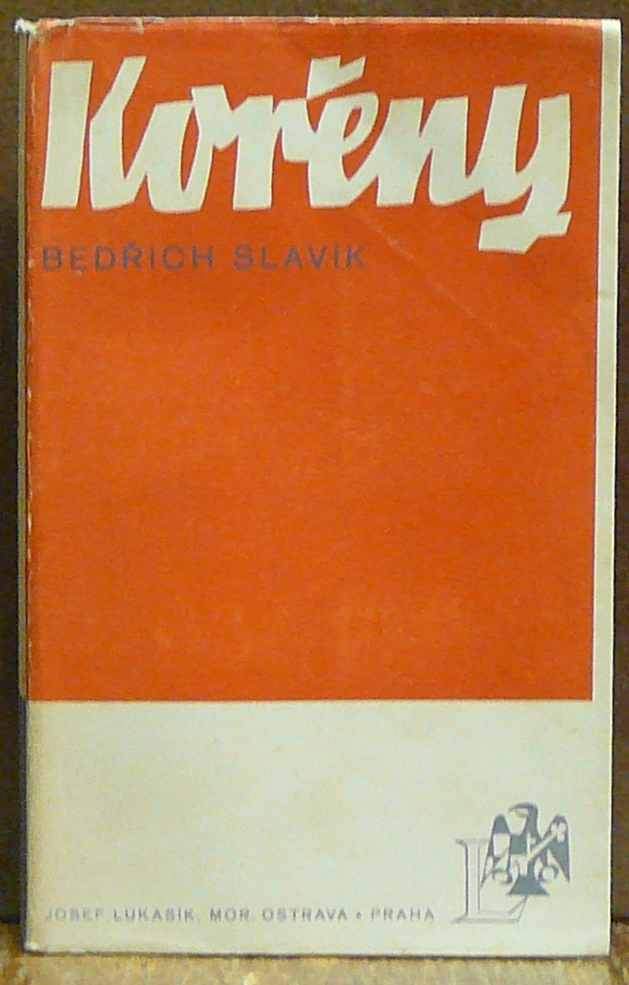 Kořeny
BEDŘICH SLAVÍK
JOSEF LUKASÍK, MOR. OSTRAVA • PRAHA
L